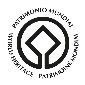 PATRIMONIO MUNDIAL
WORLD HERITAGE
PATRIMOINE MONDIAL